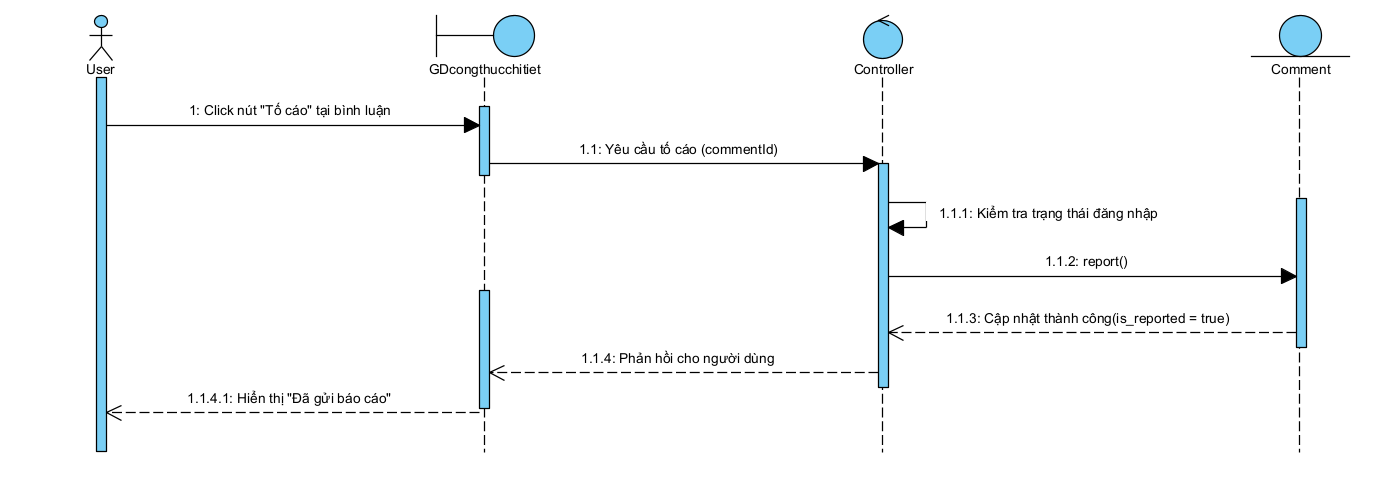 User
GDcongthucchitiet
Controller
Comment
1: Click nút "Tố cáo" tại bình luận
1.1: Yêu cầu tố cáo (commentId)
1.1.1: Kiểm tra trạng thái đăng nhập
1.1.2: report()
1.1.3: Cập nhật thành công(is_reported = true)
1.1.4: Phản hồi cho người dùng
1.1.4.1: Hiển thị "Đã gửi báo cáo"